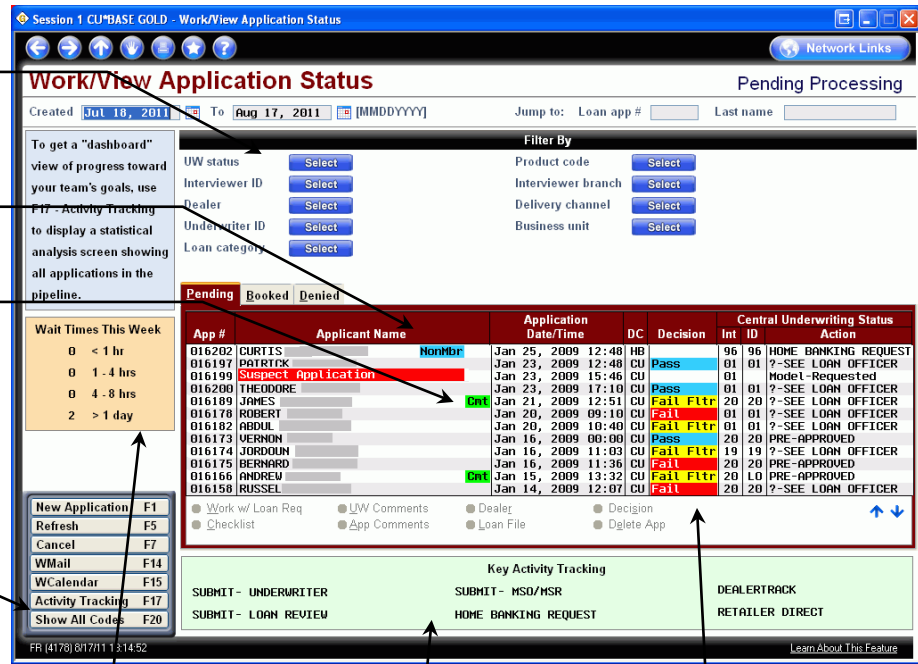 Session 1 CU*BASE GOLD - Work/View Application Status
Network Links
Work/View Application Status
Pending Processing
Created Jul 18, 2011 To Aug 17, 2011 [MMDDYYYY] Jump to: Loan app # Last name
To get a "dashboard"
view of progress toward
your team's goals, use
F17 - Activity Tracking
to display a statistical
analysis screen showing
all applications in the
pipeline.
Filter By
UW status Select Product code Select
Interviewer ID Select Interviewer branch Select
Dealer Select Delivery channel Select
Underwriter ID Select Business unit Select
Loan category Select
Pending Booked Denied
Wait Times This Week
0 < 1 hr
0 1 - 4 hrs
0 4 - 8 hrs
2 > 1 day
Application Central Underwriting Status
App # Applicant Name Date/Time DC Decision Int ID Action
016202 CURTIS NonMbr Jan 25, 2009 12:48 HB 96 96 HOME BANKING REQUEST
016197 PATRICK Jan 23, 2009 12:48 CU Pass 01 01 ?-SEE LOAN OFFICER
016199 Suspect Application Jan 23, 2009 15:46 CU 01 Model-Requested
016200 THEODORE Jan 23, 2009 17:10 CU Pass 01 01 ?-SEE LOAN OFFICER
016189 JAMES Cmt Jan 21, 2009 12:51 CU Fail Fltr 20 20 ?-SEE LOAN OFFICER
016178 ROBERT Jan 20, 2009 09:10 CU Fail 01 01 ?-SEE LOAN OFFICER
016182 ABDUL Jan 20, 2009 10:40 CU Fail Fltr 01 01 ?-SEE LOAN OFFICER
016173 VERNON Jan 16, 2009 00:00 CU Pass 20 20 PRE-APPROVED
016174 JORDOUN Jan 16, 2009 11:03 CU Fail Fltr 19 19 ?-SEE LOAN OFFICER
016175 BERNARD Jan 16, 2009 11:36 CU Fail 20 20 PRE-APPROVED
016166 ANDREW Cmt Jan 15, 2009 13:32 CU Fail Fltr 20 LO PRE-APPROVED
016158 RUSSEL Jan 14, 2009 12:07 CU Fail 20 20 ?-SEE LOAN OFFICER
Work w/ Loan Req UW Comments Dealer Decision
Checklist App Comments Loan File Delete App
New Application F1
Refresh F5
Cancel F7
WMail F14
WCalendar F15
Activity Tracking F17
Show All Codes F20
Key Activity Tracking
SUBMIT- UNDERWRITER SUBMIT- MSO/MSR DEALERTRACK
SUBMIT- LOAN REVIEW HOME BANKING REQUEST RETAILER DIRECT
FR (4178) 8/17/11 13:14:52
Learn About This Feature